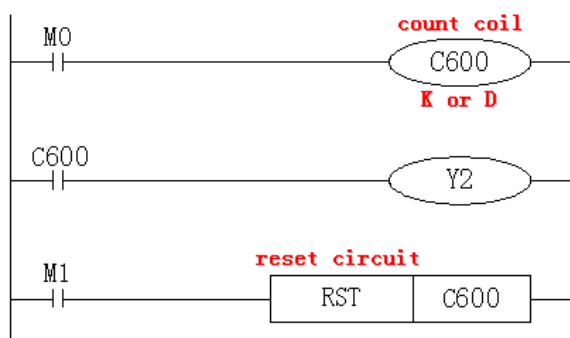 count coil
M0
C600
K or D
C600
Y2
reset circuit
M1
RST C600